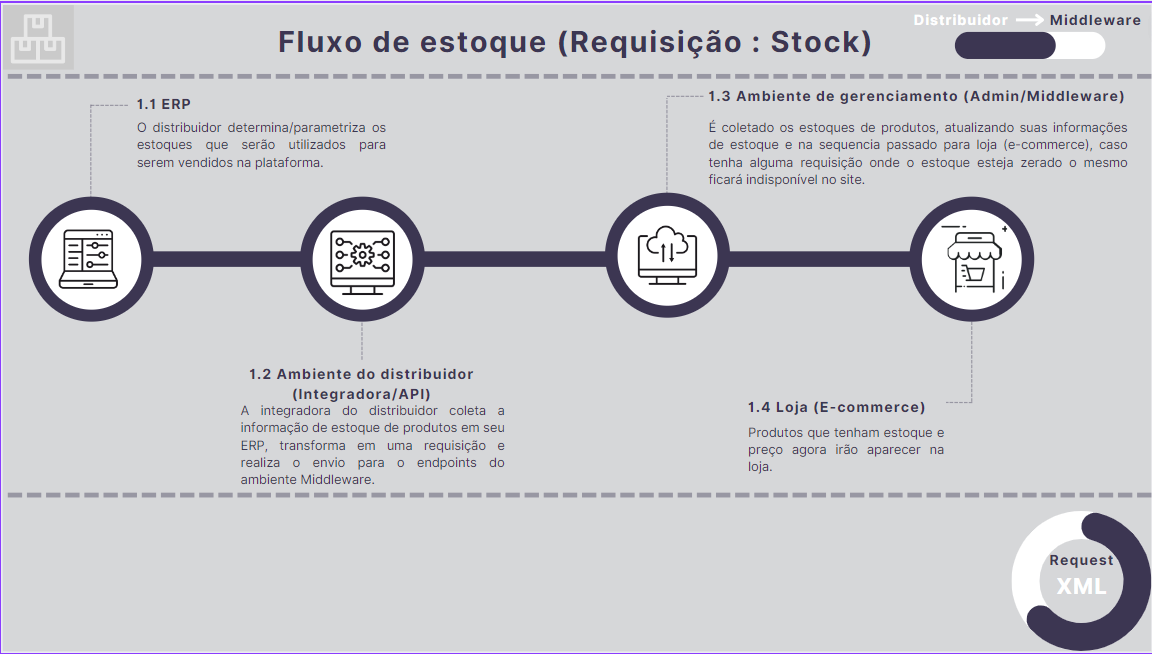 Distribuidor
Middleware
Fluxo de estoque (Requisição : Stock)
1.1 ERP
O distribuidor determina/parametriza os
estoques que serão utilizados para
serem vendidos na plataforma.
1.3 Ambiente de gerenciamento (Admin/Middleware)
É coletado os estoques de produtos, atualizando suas informações
de estoque e na sequencia passado para loja (e-commerce), caso
tenha alguma requisição onde o estoque esteja zerado o mesmo
ficará indisponível no site.
1.2 Ambiente do distribuidor
(Integradora/API)
A integradora do distribuidor coleta a
informação de estoque de produtos em seu
ERP, transforma em uma requisição e
realiza o envio para o endpoints do
ambiente Middleware.
1.4 Loja (E-commerce)
Produtos que tenham estoque e
preço agora irão aparecer na
loja.
Request
XML